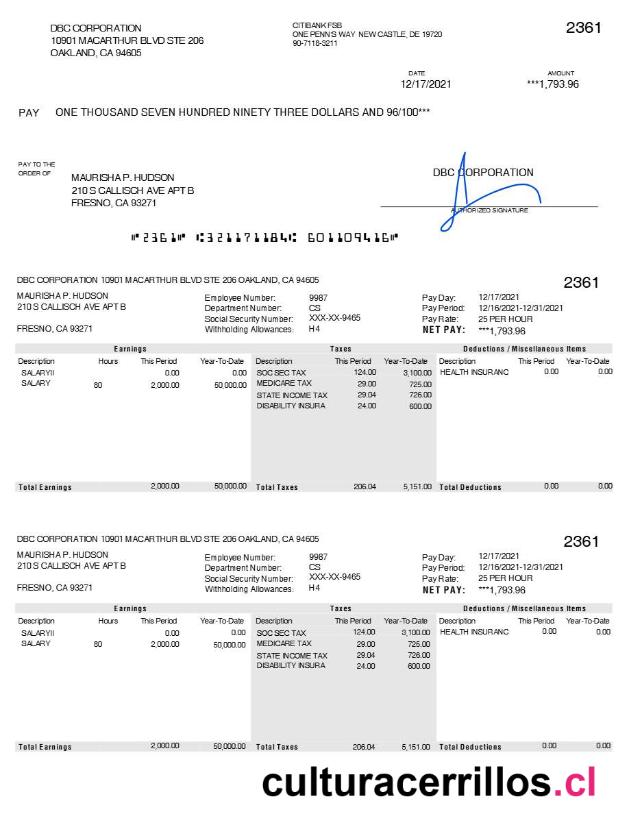 DBC CORPORATION
10901 MACARTHUR BLVD STE 206
OAKLAND, CA 94605
CITIBANK FSB
ONE PENN'S WAY NEW CASTLE, DE 19720
90-7118-3211
2361
DATE
12/17/2021
AMOUNT
***1,793.96
PAY ONE THOUSAND SEVEN HUNDRED NINETY THREE DOLLARS AND 96/100***
PAY TO THE
ORDER OF
MAURISHA P. HUDSON
210 S CALLISCH AVE APT B
FRESNO, CA 93271
DBC CORPORATION
AUTHORIZED SIGNATURE
⑈2361⑈ ⑆321171184⑆ 601109416⑈
DBC CORPORATION 10901 MACARTHUR BLVD STE 206 OAKLAND, CA 94605 2361
MAURISHA P. HUDSON Employee Number: 9987 Pay Day: 12/17/2021
210 S CALLISCH AVE APT B Department Number: CS Pay Period: 12/16/2021-12/31/2021
Social Security Number: XXX-XX-9465 Pay Rate: 25 PER HOUR
FRESNO, CA 93271 Withholding Allowances: H4 NET PAY: ***1,793.96
Earnings Taxes Deductions / Miscellaneous Items
Description Hours This Period Year-To-Date Description This Period Year-To-Date Description This Period Year-To-Date
SALARYII 0.00 0.00 SOC SEC TAX 124.00 3,100.00 HEALTH INSURANC 0.00 0.00
SALARY 80 2,000.00 50,000.00 MEDICARE TAX 29.00 725.00
STATE INCOME TAX 29.04 726.00
DISABILITY INSURA 24.00 600.00
Total Earnings 2,000.00 50,000.00 Total Taxes 206.04 5,151.00 Total Deductions 0.00 0.00
DBC CORPORATION 10901 MACARTHUR BLVD STE 206 OAKLAND, CA 94605 2361
MAURISHA P. HUDSON Employee Number: 9987 Pay Day: 12/17/2021
210 S CALLISCH AVE APT B Department Number: CS Pay Period: 12/16/2021-12/31/2021
Social Security Number: XXX-XX-9465 Pay Rate: 25 PER HOUR
FRESNO, CA 93271 Withholding Allowances: H4 NET PAY: ***1,793.96
Earnings Taxes Deductions / Miscellaneous Items
Description Hours This Period Year-To-Date Description This Period Year-To-Date Description This Period Year-To-Date
SALARYII 0.00 0.00 SOC SEC TAX 124.00 3,100.00 HEALTH INSURANC 0.00 0.00
SALARY 80 2,000.00 50,000.00 MEDICARE TAX 29.00 725.00
STATE INCOME TAX 29.04 726.00
DISABILITY INSURA 24.00 600.00
Total Earnings 2,000.00 50,000.00 Total Taxes 206.04 5,151.00 Total Deductions 0.00 0.00
culturacerrillos.cl